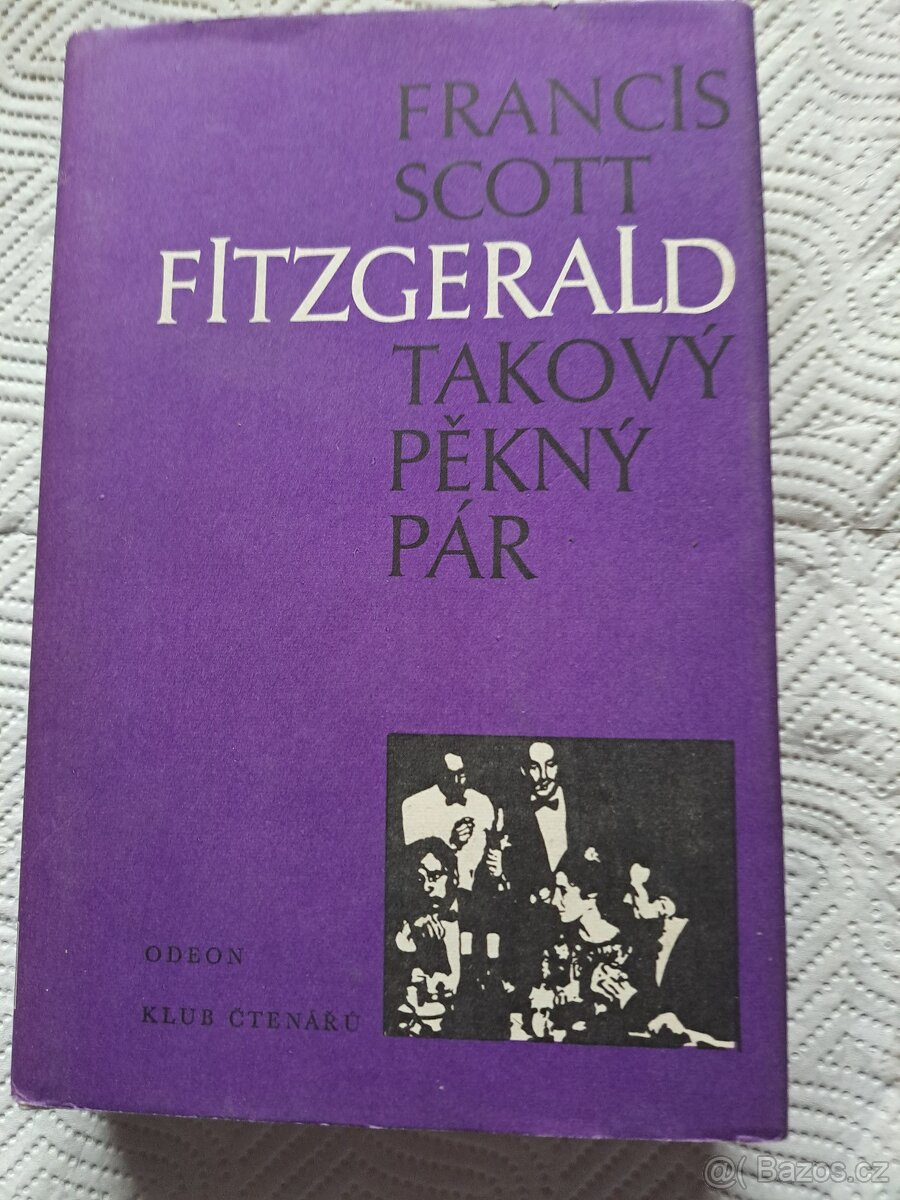 FRANCIS
SCOTT
FITZGERALD
TAKOVÝ
PĚKNÝ
PÁR
ODEON
KLUB ČTENÁŘŮ
@( Bazos.cz